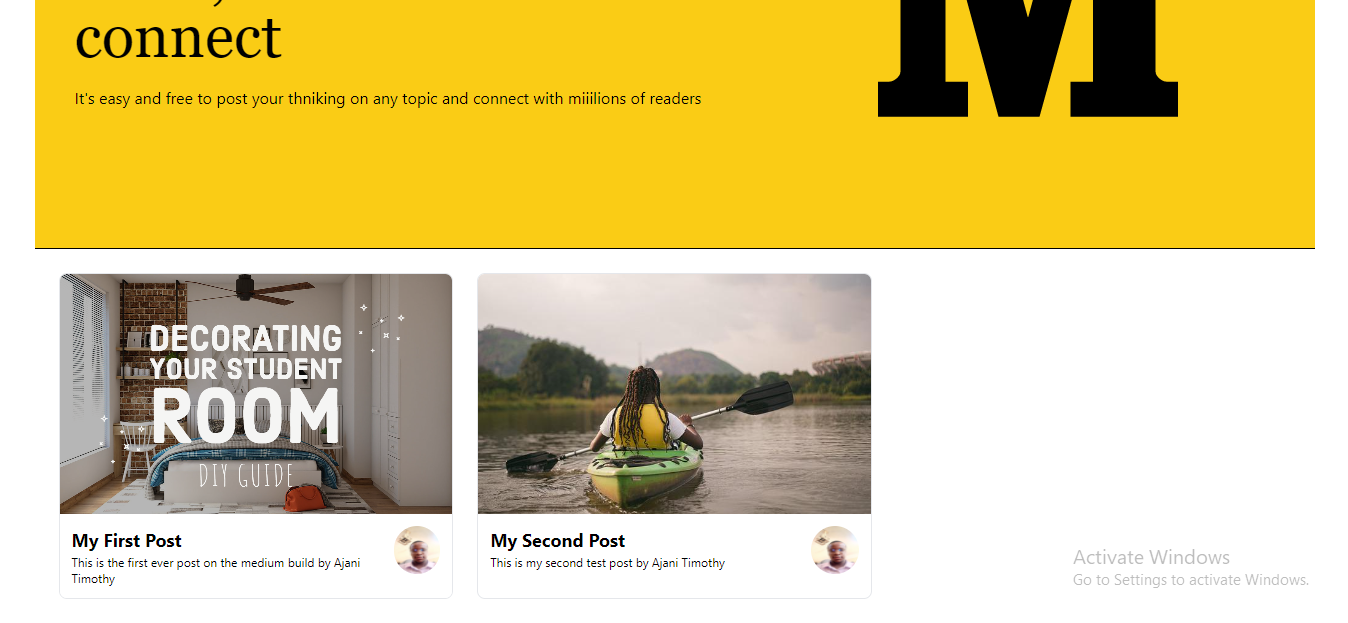 connect
It's easy and free to post your thniking on any topic and connect with miiilions of readers
M
DECORATING
YOUR STUDENT
ROOM
DIY GUIDE
My First Post
This is the first ever post on the medium build by Ajani
Timothy
My Second Post
This is my second test post by Ajani Timothy
Activate Windows
Go to Settings to activate Windows.